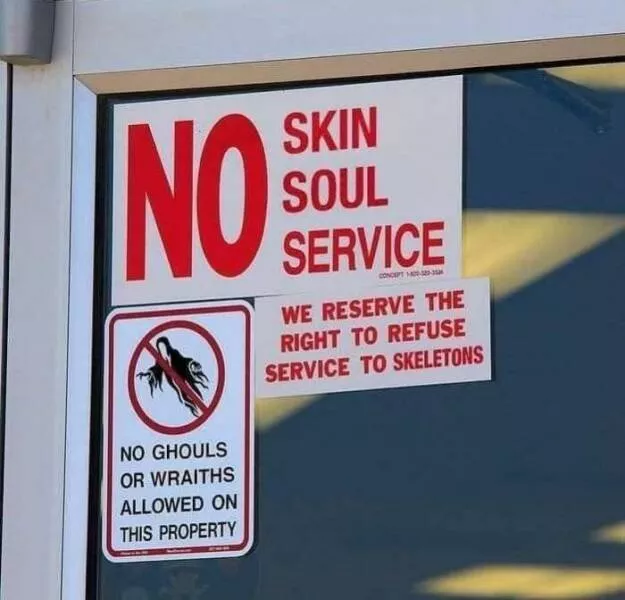 NO
SKIN
SOUL
SERVICE
WE RESERVE THE
RIGHT TO REFUSE
SERVICE TO SKELETONS
NO GHOULS
OR WRAITHS
ALLOWED ON
THIS PROPERTY